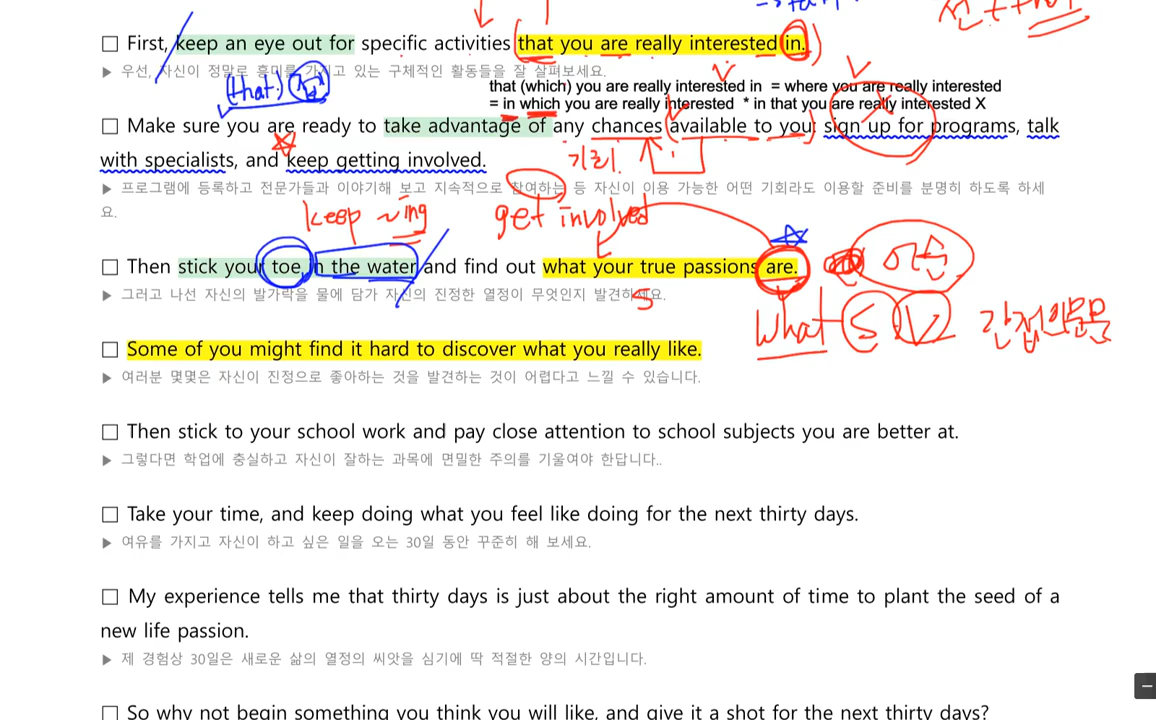 □ First, keep an eye out for specific activities that you are really interested in.
▶ 우선, 자신이 정말로 흥미를 가지고 있는 구체적인 활동들을 잘 살펴보세요.
(that)
that (which) you are really interested in = where you are really interested
= in which you are really interested * in that you are really interested X
□ Make sure you are ready to take advantage of any chances available to you: sign up for programs, talk
with specialists, and keep getting involved.
기회
▶ 프로그램에 등록하고 전문가들과 이야기해 보고 지속적으로 참여하는 등 자신이 이용 가능한 어떤 기회라도 이용할 준비를 분명히 하도록 하세
요.
keep ~ing get involved
□ Then stick your toe in the water and find out what your true passions are.
어순
▶ 그러고 나선 자신의 발가락을 물에 담가 자신의 진정한 열정이 무엇인지 발견하세요.
S
What S V 간접의문문
□ Some of you might find it hard to discover what you really like.
▶ 여러분 몇몇은 자신이 진정으로 좋아하는 것을 발견하는 것이 어렵다고 느낄 수 있습니다.
□ Then stick to your school work and pay close attention to school subjects you are better at.
▶ 그렇다면 학업에 충실하고 자신이 잘하는 과목에 면밀한 주의를 기울여야 한답니다..
□ Take your time, and keep doing what you feel like doing for the next thirty days.
▶ 여유를 가지고 자신이 하고 싶은 일을 오는 30일 동안 꾸준히 해 보세요.
□ My experience tells me that thirty days is just about the right amount of time to plant the seed of a
new life passion.
▶ 제 경험상 30일은 새로운 삶의 열정의 씨앗을 심기에 딱 적절한 양의 시간입니다.
□ So why not begin something you think you will like, and give it a shot for the next thirty days?